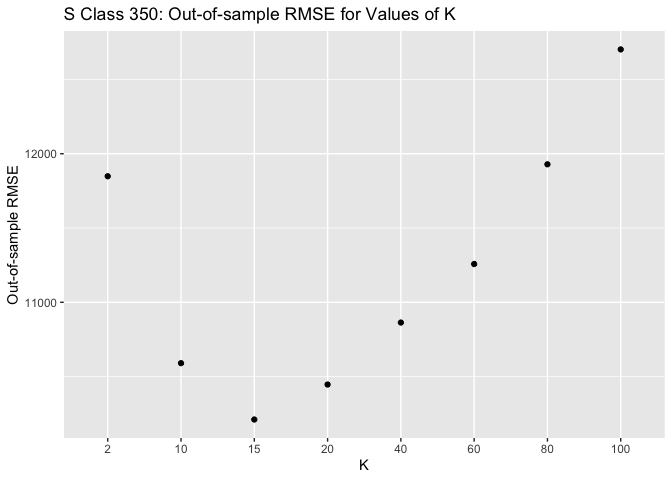 S Class 350: Out-of-sample RMSE for Values of K
Out-of-sample RMSE
12000
11000
2 10 15 20 40 60 80 100
K